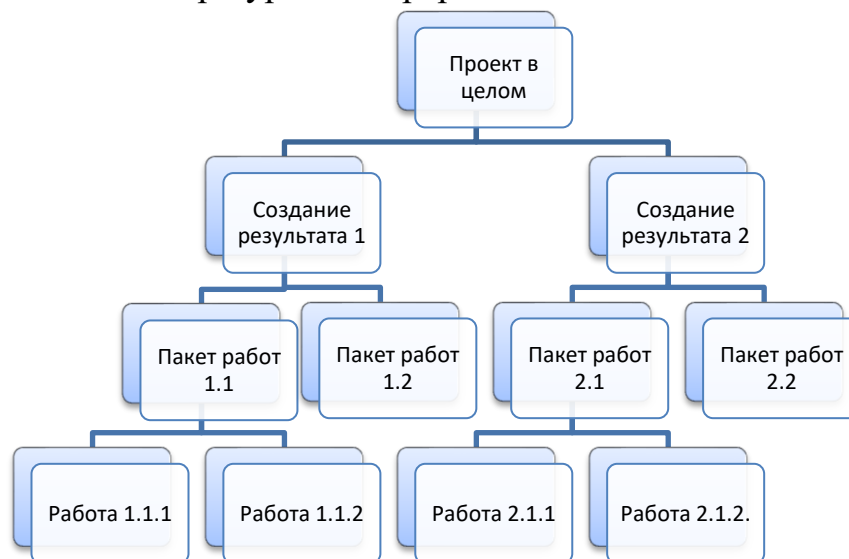 Проект в
целом
Создание
результата 1
Создание
результата 2
Пакет работ
1.1
Пакет работ
1.2
Пакет работ
2.1
Пакет работ
2.2
Работа 1.1.1
Работа 1.1.2
Работа 2.1.1
Работа 2.1.2.